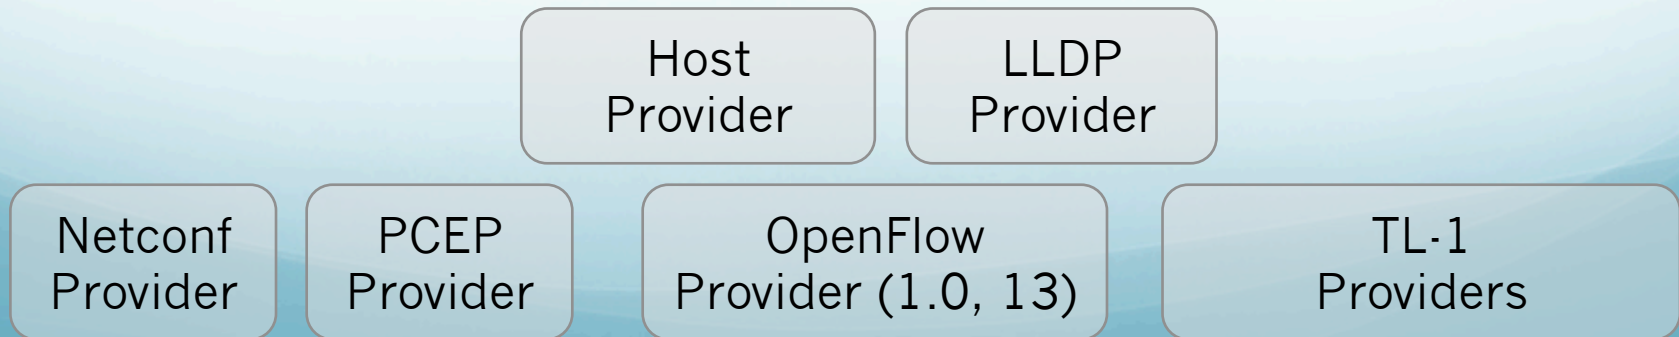 Host
Provider
LLDP
Provider
Netconf
Provider
PCEP
Provider
OpenFlow
Provider (1.0, 13)
TL-1
Providers